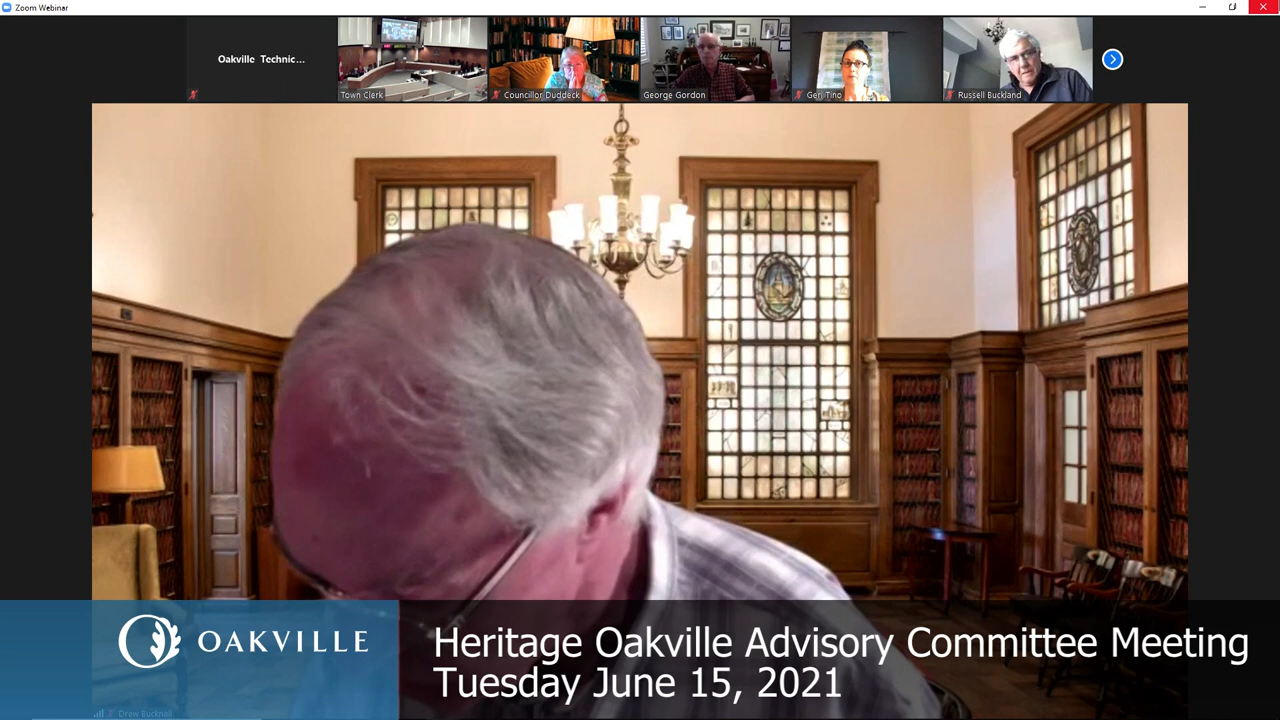 Zoom Webinar
Oakville Technic...
Town Clerk
Councillor Duddeck
George Gordon
Geri Tino
Russell Buckland
OAKVILLE
Heritage Oakville Advisory Committee Meeting
Tuesday June 15, 2021
Drew Bucknall